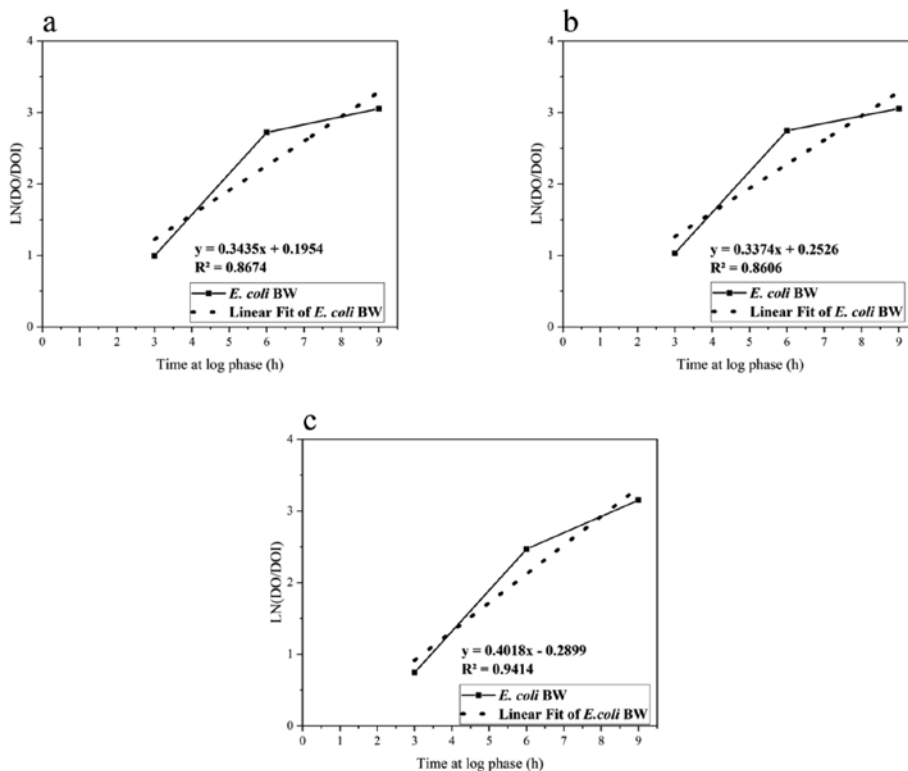 a
4
3
2
1
0
LN(DO/DOI)
y = 0.3435x + 0.1954
R² = 0.8674
E. coli BW
Linear Fit of E. coli BW
0 1 2 3 4 5 6 7 8 9
Time at log phase (h)
b
4
3
2
1
0
LN(DO/DOI)
y = 0.3374x + 0.2526
R² = 0.8606
E. coli BW
Linear Fit of E. coli BW
0 1 2 3 4 5 6 7 8 9
Time at log phase (h)
c
4
3
2
1
0
LN(DO/DOI)
y = 0.4018x - 0.2899
R² = 0.9414
E. coli BW
Linear Fit of E.coli BW
0 1 2 3 4 5 6 7 8 9
Time at log phase (h)